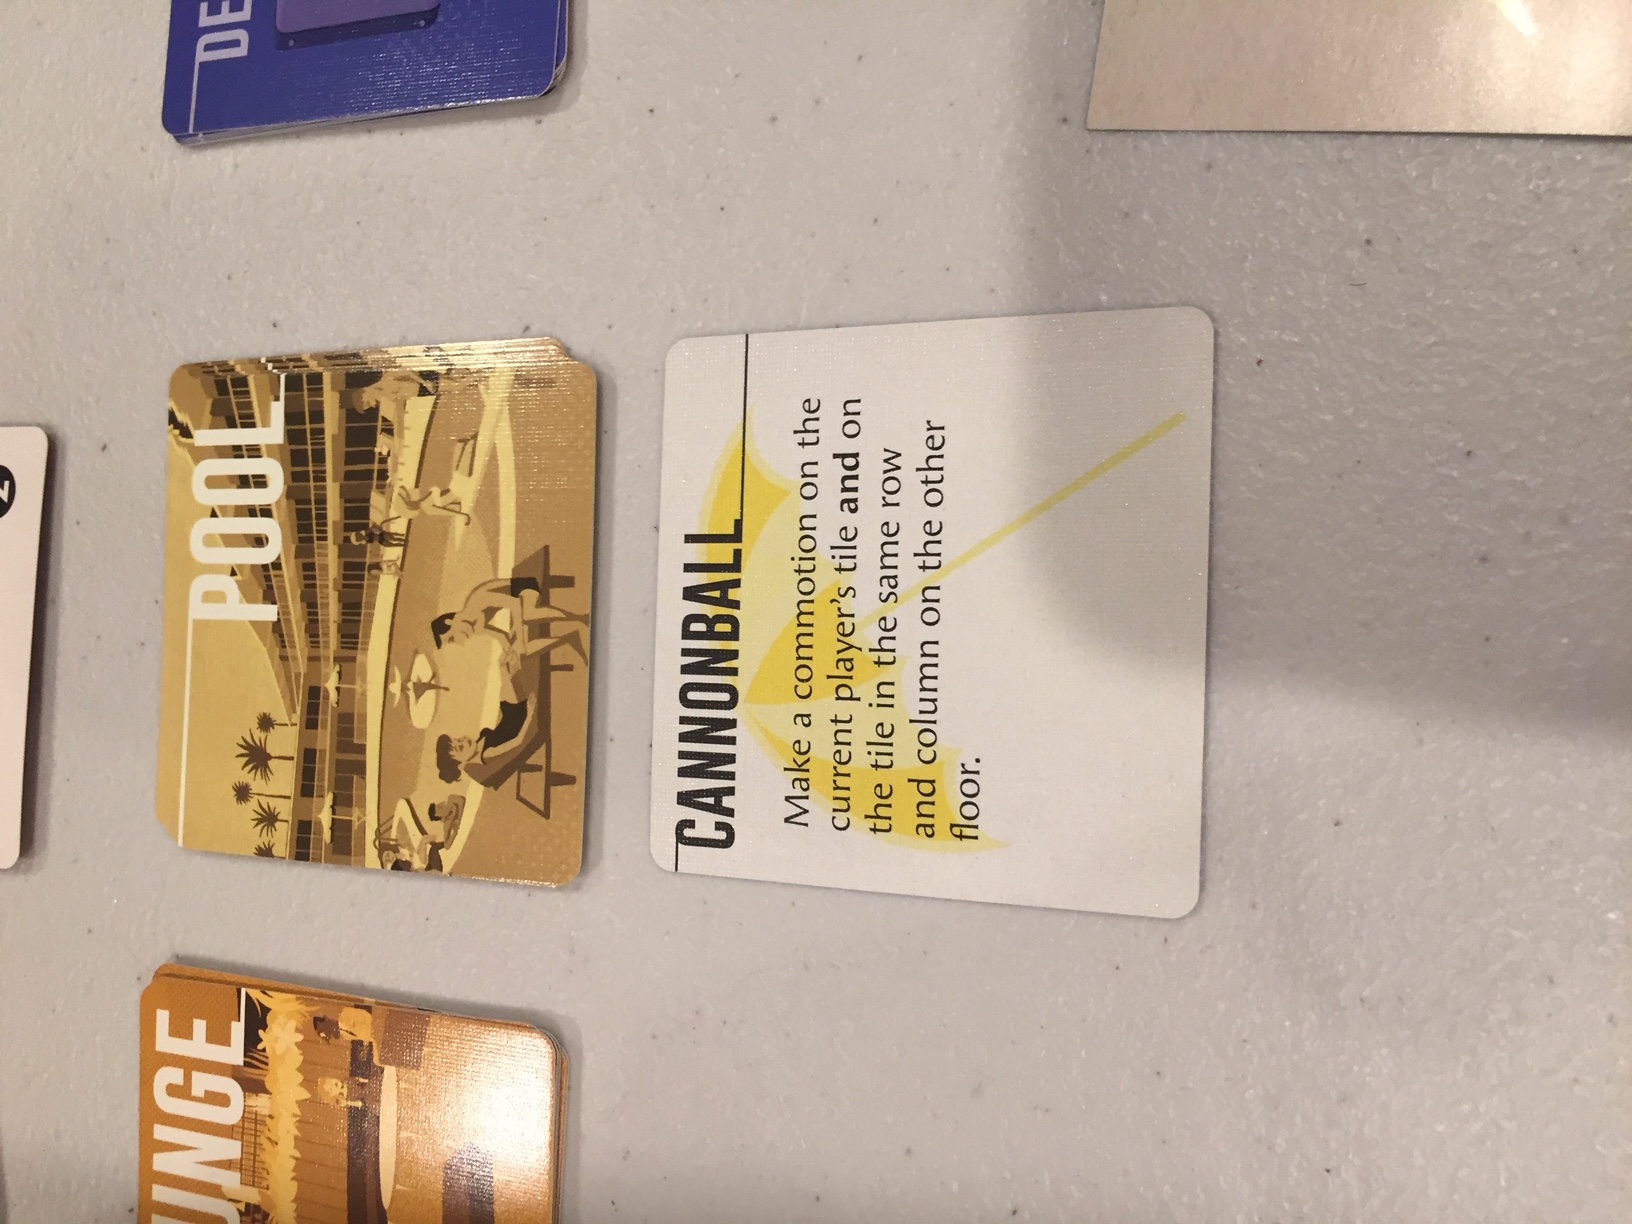 POOL
CANNONBALL
Make a commotion on the
current player's tile and on
the tile in the same row
and column on the other
floor.
2